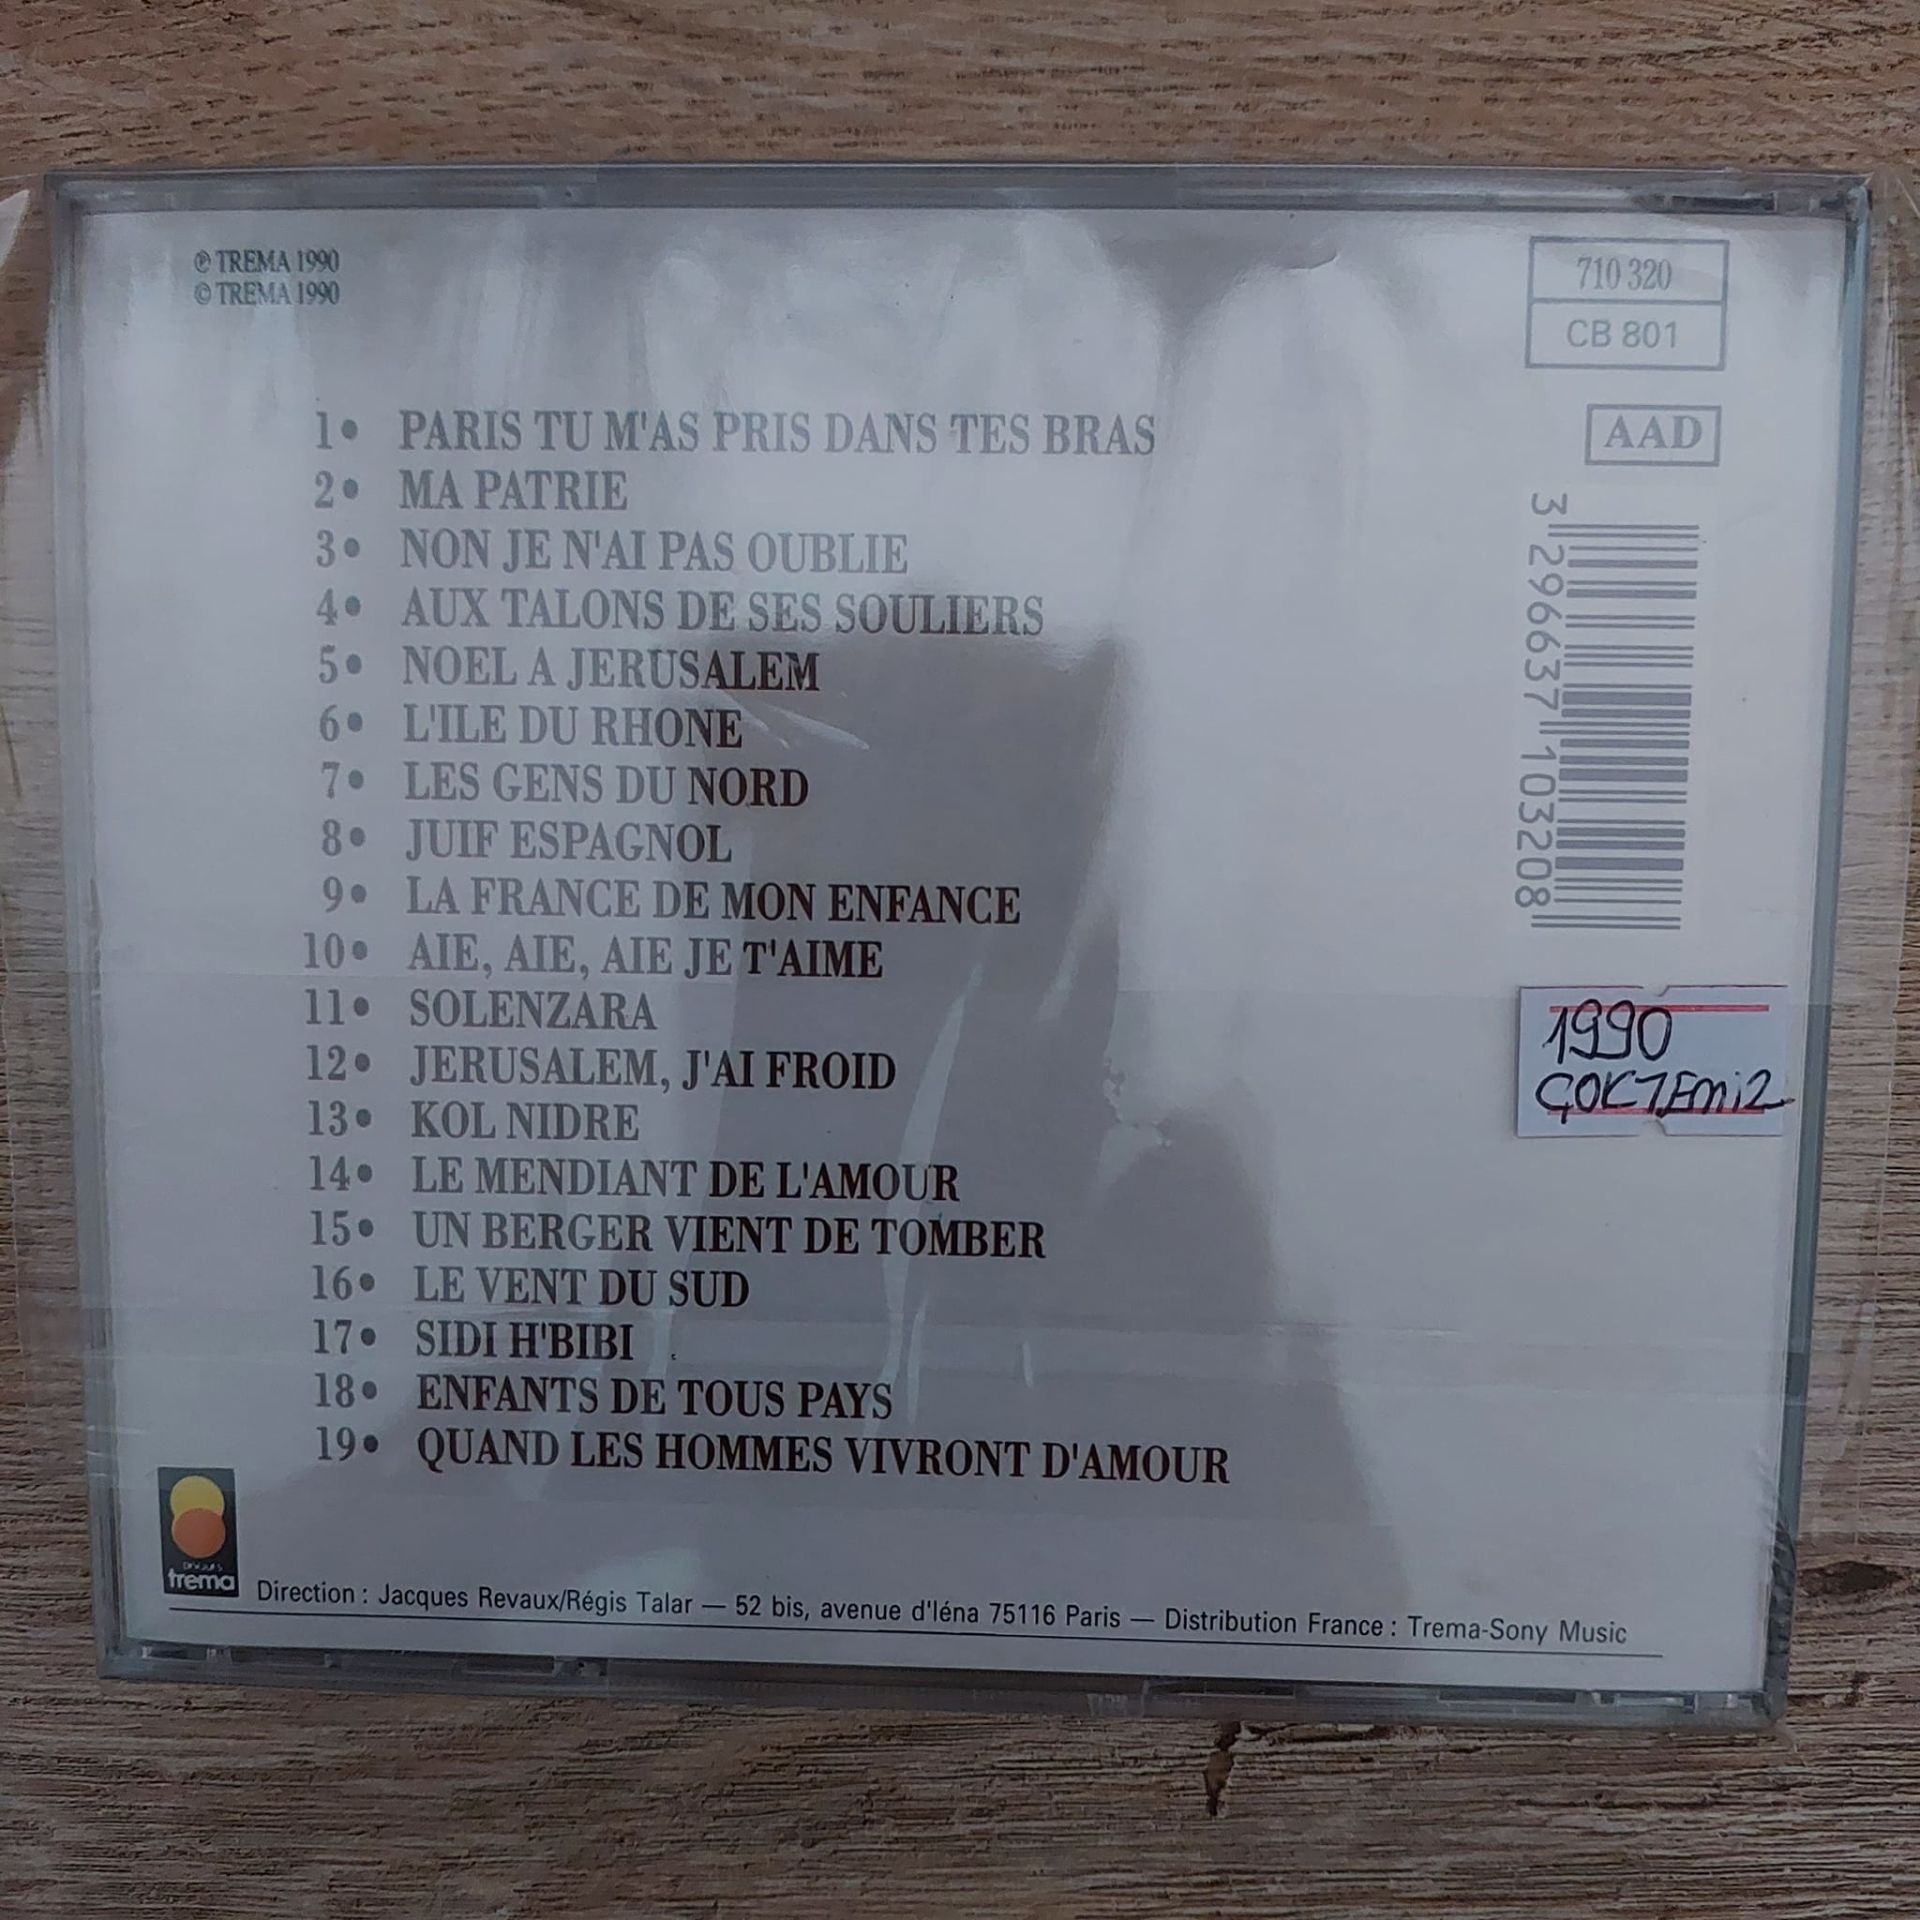 ℗ TREMA 1990
© TREMA 1990
710 320
CB 801
AAD
3 296637 103208
1• PARIS TU M'AS PRIS DANS TES BRAS
2• MA PATRIE
3• NON JE N'AI PAS OUBLIE
4• AUX TALONS DE SES SOULIERS
5• NOEL A JERUSALEM
6• L'ILE DU RHONE
7• LES GENS DU NORD
8• JUIF ESPAGNOL
9• LA FRANCE DE MON ENFANCE
10• AIE, AIE, AIE JE T'AIME
11• SOLENZARA
12• JERUSALEM, J'AI FROID
13• KOL NIDRE
14• LE MENDIANT DE L'AMOUR
15• UN BERGER VIENT DE TOMBER
16• LE VENT DU SUD
17• SIDI H'BIBI
18• ENFANTS DE TOUS PAYS
19• QUAND LES HOMMES VIVRONT D'AMOUR
1990
ÇOKTEMiZ
disques
trema
Direction : Jacques Revaux/Régis Talar — 52 bis, avenue d'Iéna 75116 Paris — Distribution France : Trema-Sony Music